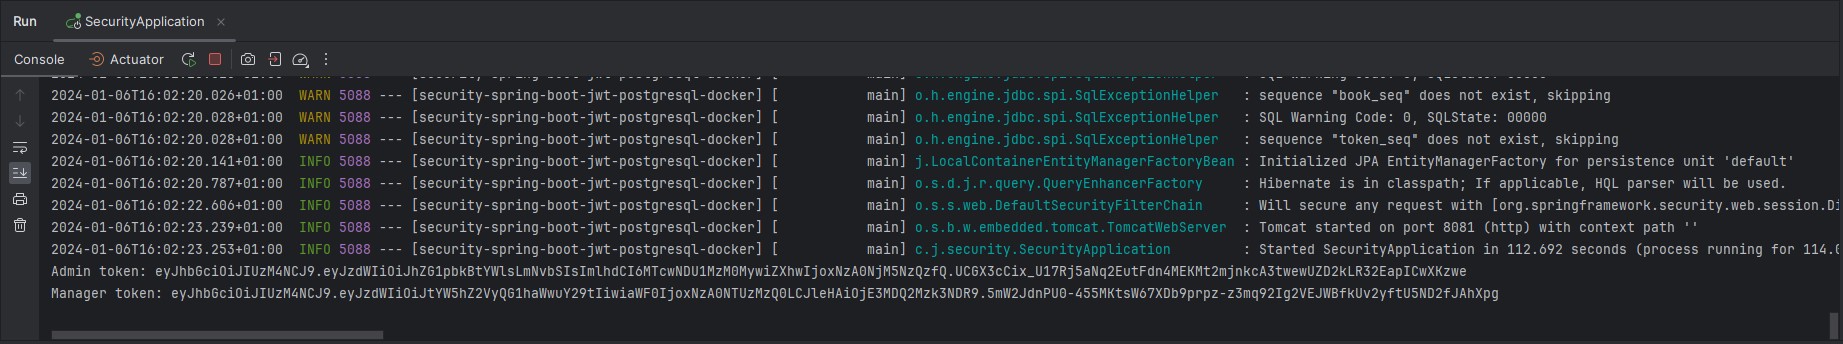 Run SecurityApplication
Console Actuator
2024-01-06T16:02:20.026+01:00 WARN 5088 --- [security-spring-boot-jwt-postgresql-docker] [ main] o.h.engine.jdbc.spi.SqlExceptionHelper : sequence "book_seq" does not exist, skipping
2024-01-06T16:02:20.028+01:00 WARN 5088 --- [security-spring-boot-jwt-postgresql-docker] [ main] o.h.engine.jdbc.spi.SqlExceptionHelper : SQL Warning Code: 0, SQLState: 00000
2024-01-06T16:02:20.028+01:00 WARN 5088 --- [security-spring-boot-jwt-postgresql-docker] [ main] o.h.engine.jdbc.spi.SqlExceptionHelper : sequence "token_seq" does not exist, skipping
2024-01-06T16:02:20.141+01:00 INFO 5088 --- [security-spring-boot-jwt-postgresql-docker] [ main] j.LocalContainerEntityManagerFactoryBean : Initialized JPA EntityManagerFactory for persistence unit 'default'
2024-01-06T16:02:20.787+01:00 INFO 5088 --- [security-spring-boot-jwt-postgresql-docker] [ main] o.s.d.j.r.query.QueryEnhancerFactory : Hibernate is in classpath; If applicable, HQL parser will be used.
2024-01-06T16:02:22.606+01:00 INFO 5088 --- [security-spring-boot-jwt-postgresql-docker] [ main] o.s.s.web.DefaultSecurityFilterChain : Will secure any request with [org.springframework.security.web.session.Di
2024-01-06T16:02:23.239+01:00 INFO 5088 --- [security-spring-boot-jwt-postgresql-docker] [ main] o.s.b.w.embedded.tomcat.TomcatWebServer : Tomcat started on port 8081 (http) with context path ''
2024-01-06T16:02:23.253+01:00 INFO 5088 --- [security-spring-boot-jwt-postgresql-docker] [ main] c.j.security.SecurityApplication : Started SecurityApplication in 112.692 seconds (process running for 114.0
Admin token: eyJhbGciOiJIUzM4NCJ9.eyJzdWIiOiJhZG1pbkBtYWlsLmNvbSIsImlhdCI6MTcwNDU1MzM0MywiZXhwIjoxNzA0NjM5NzQzfQ.UCGX3cCix_U17Rj5aNq2EutFdn4MEKMt2mjnkcA3twewUZD2kLR32EapICwXKzwe
Manager token: eyJhbGciOiJIUzM4NCJ9.eyJzdWIiOiJtYW5hZ2VyQG1haWwuY29tIiwiaWF0IjoxNzA0NTUzMzQ0LCJleHAiOjE3MDQ2Mzk3NDR9.5mW2JdnPU0-455MKtsW67XDb9prpz-z3mq92Ig2VEJWBfkUv2yftU5ND2fJAhXpg